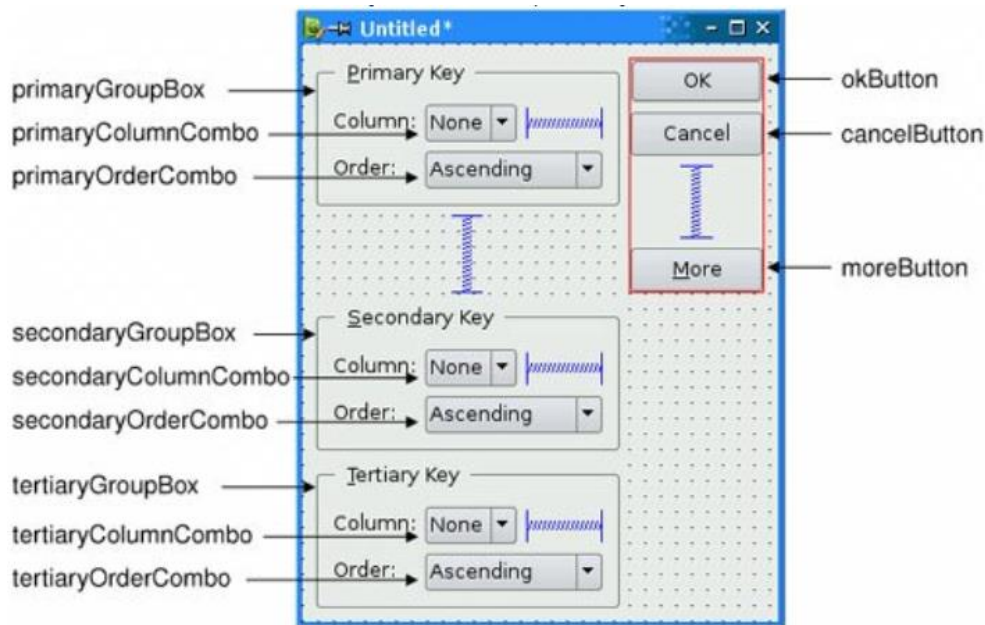 Untitled*
Primary Key
OK
okButton
primaryGroupBox
Column: None
Cancel
cancelButton
primaryColumnCombo
Order: Ascending
primaryOrderCombo
More
moreButton
Secondary Key
secondaryGroupBox
Column: None
secondaryColumnCombo
Order: Ascending
secondaryOrderCombo
Tertiary Key
tertiaryGroupBox
Column: None
tertiaryColumnCombo
Order: Ascending
tertiaryOrderCombo